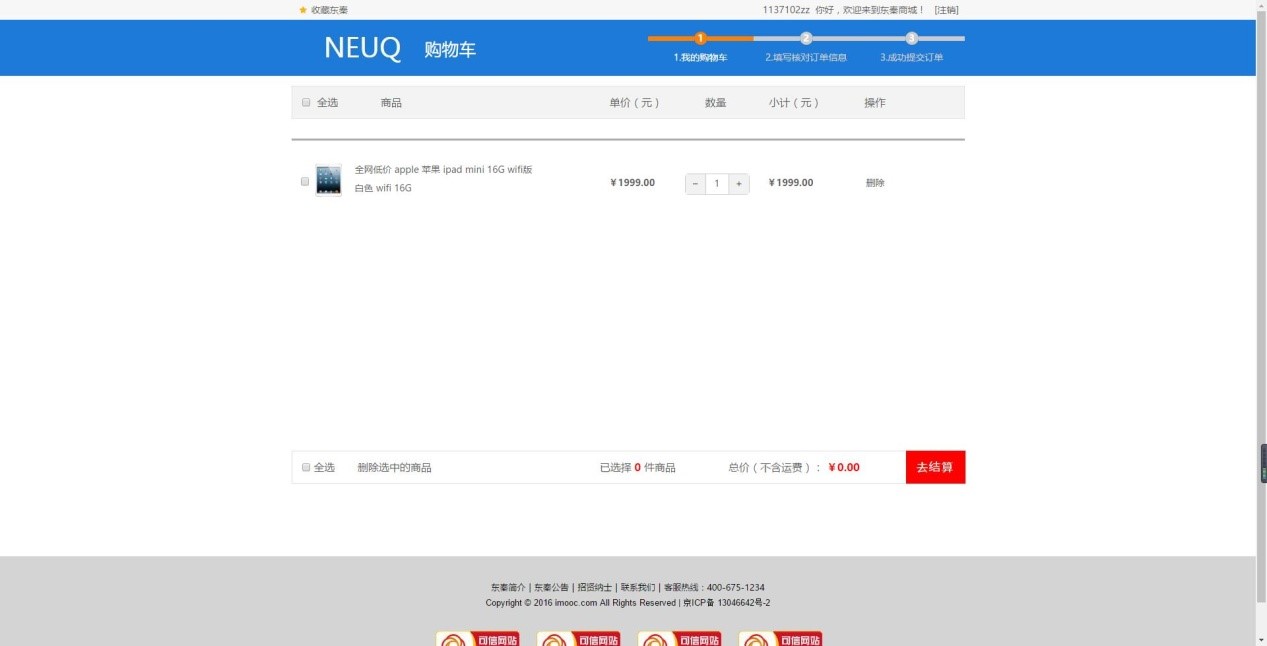 收藏东秦
1137102zz 你好，欢迎来到东秦商城！ [注销]
NEUQ 购物车
1 2 3
1.我的购物车 2.填写核对订单信息 3.成功提交订单
全选 商品 单价（元） 数量 小计（元） 操作
全网低价 apple 苹果 ipad mini 16G wifi版
白色 wifi 16G
￥1999.00 − 1 + ￥1999.00 删除
全选 删除选中的商品 已选择 0 件商品 总价（不含运费）： ￥0.00 去结算
东秦简介 | 东秦公告 | 招贤纳士 | 联系我们 | 客服热线：400-675-1234
Copyright © 2016 imooc.com All Rights Reserved | 京ICP备 13046642号-2
可信网站 可信网站 可信网站 可信网站